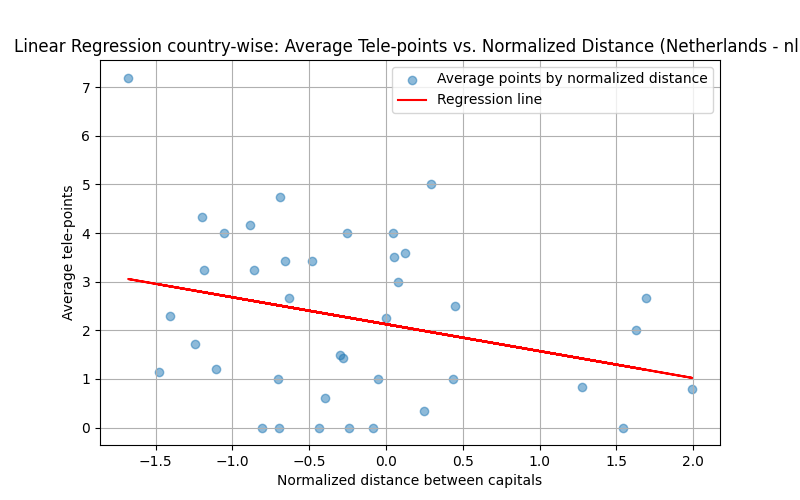 Linear Regression country-wise: Average Tele-points vs. Normalized Distance (Netherlands - nl
Average points by normalized distance
Regression line
Average tele-points
7
6
5
4
3
2
1
0
−1.5 −1.0 −0.5 0.0 0.5 1.0 1.5 2.0
Normalized distance between capitals